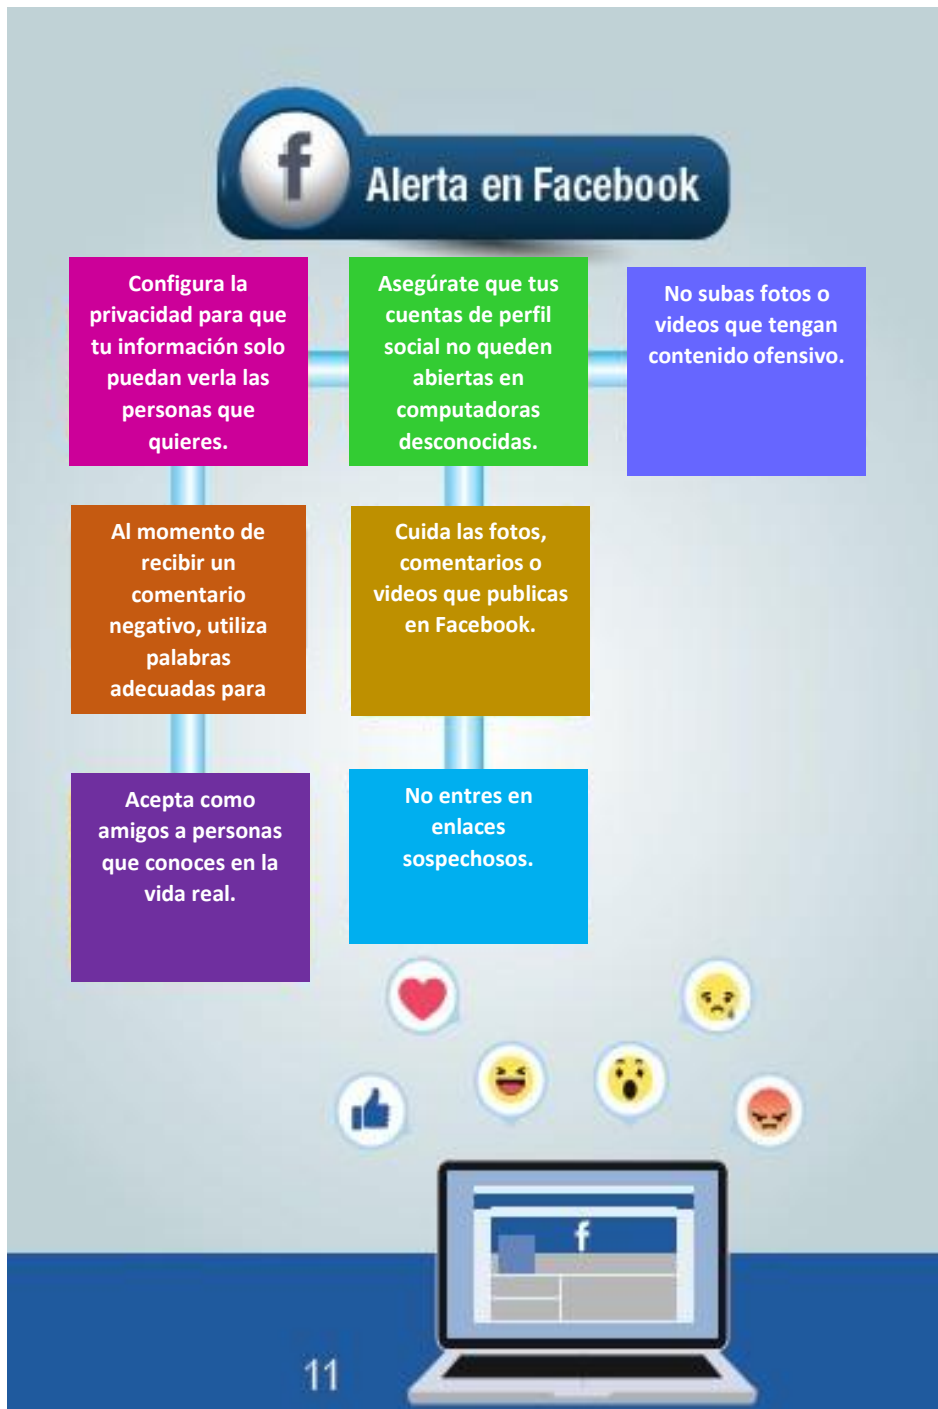 f
Alerta en Facebook
Configura la
privacidad para que
tu información solo
puedan verla las
personas que
quieres.
Asegúrate que tus
cuentas de perfil
social no queden
abiertas en
computadoras
desconocidas.
No subas fotos o
videos que tengan
contenido ofensivo.
Al momento de
recibir un
comentario
negativo, utiliza
palabras
adecuadas para
Cuida las fotos,
comentarios o
videos que publicas
en Facebook.
Acepta como
amigos a personas
que conoces en la
vida real.
No entres en
enlaces
sospechosos.
f
11